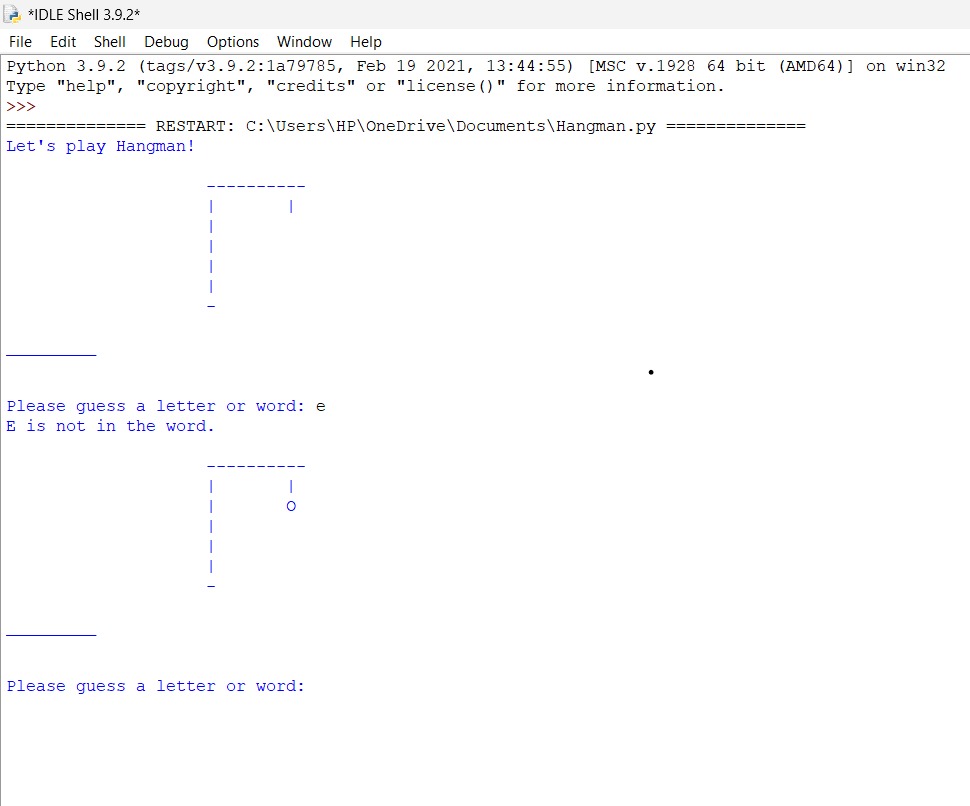 *IDLE Shell 3.9.2*
File Edit Shell Debug Options Window Help
Python 3.9.2 (tags/v3.9.2:1a79785, Feb 19 2021, 13:44:55) [MSC v.1928 64 bit (AMD64)] on win32
Type "help", "copyright", "credits" or "license()" for more information.
>>>
============== RESTART: C:\Users\HP\OneDrive\Documents\Hangman.py ==============
Let's play Hangman!
                    ----------
                    |       |
                    |
                    |
                    |
                    |
                    -
_________
Please guess a letter or word: e
E is not in the word.
                    ----------
                    |       |
                    |       O
                    |
                    |
                    |
                    -
_________
Please guess a letter or word: